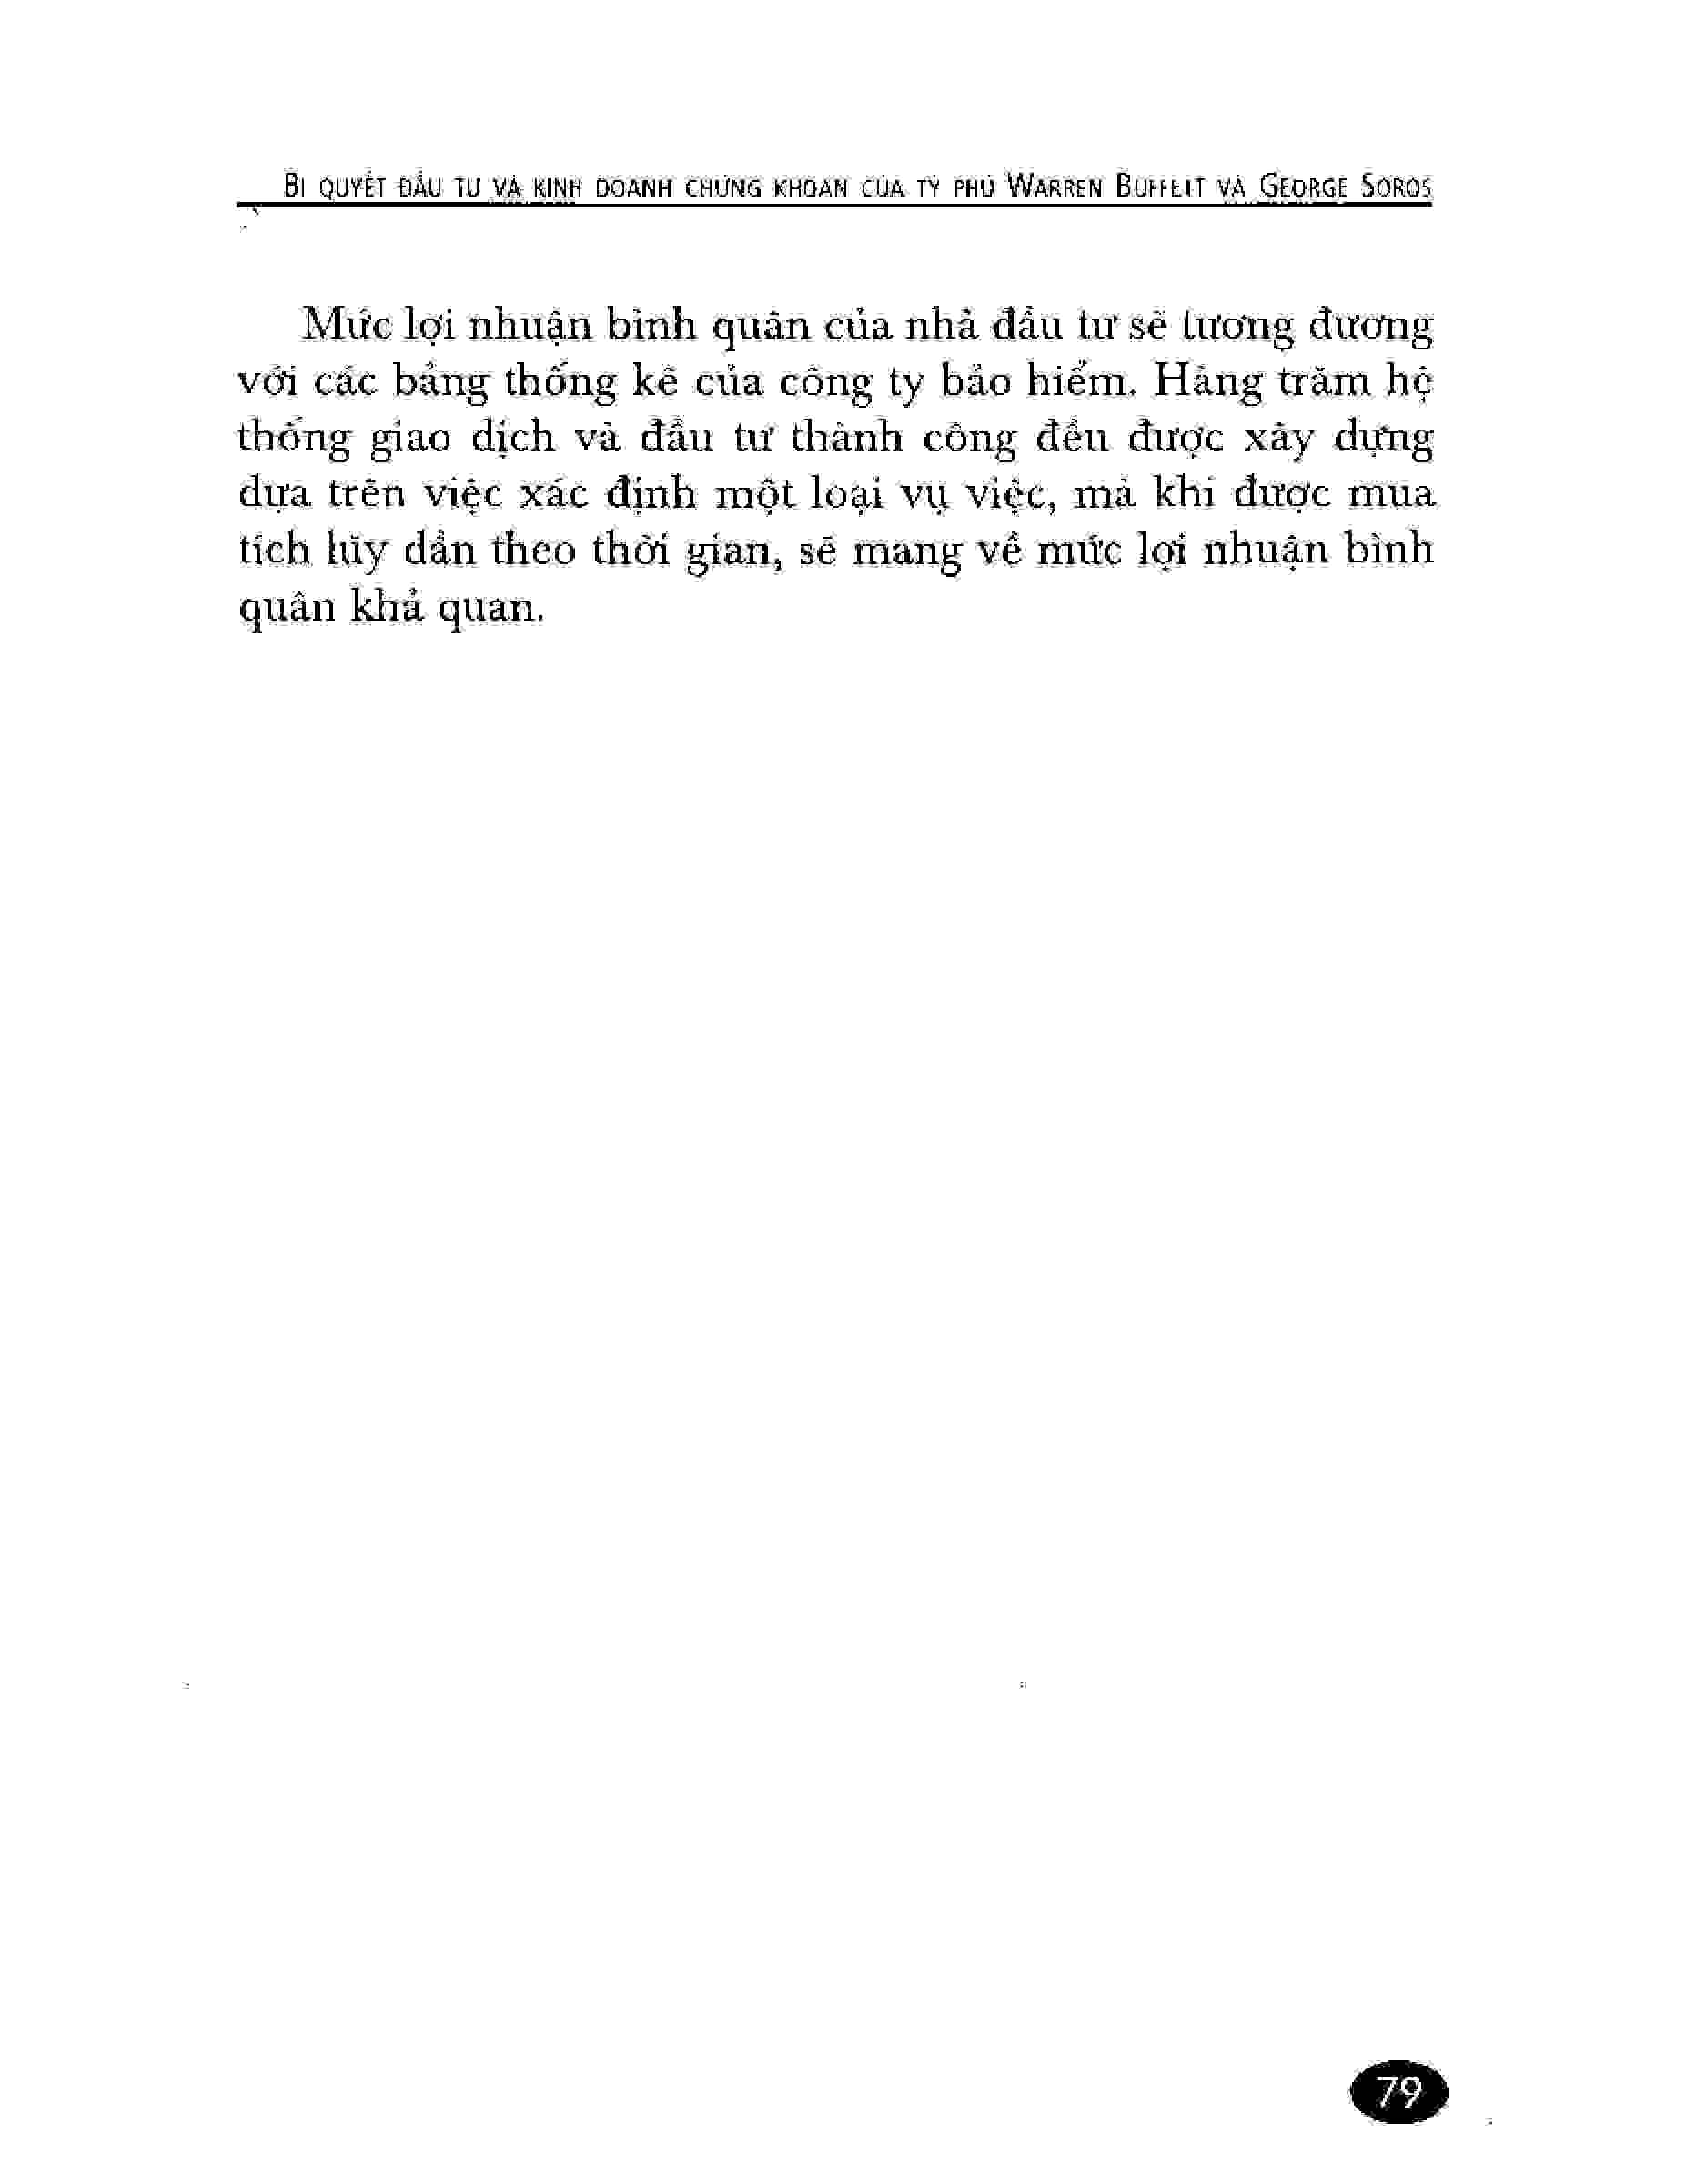 BÍ QUYẾT ĐẦU TƯ VÀ KINH DOANH CHỨNG KHOÁN CỦA TỶ PHÚ WARREN BUFFETT VÀ GEORGE SOROS
Mức lợi nhuận bình quân của nhà đầu tư sẽ tương đương
với các bảng thống kê của công ty bảo hiểm. Hàng trăm hệ
thống giao dịch và đầu tư thành công đều được xây dựng
dựa trên việc xác định một loại vụ việc, mà khi được mua
tích lũy dần theo thời gian, sẽ mang về mức lợi nhuận bình
quân khả quan.
79